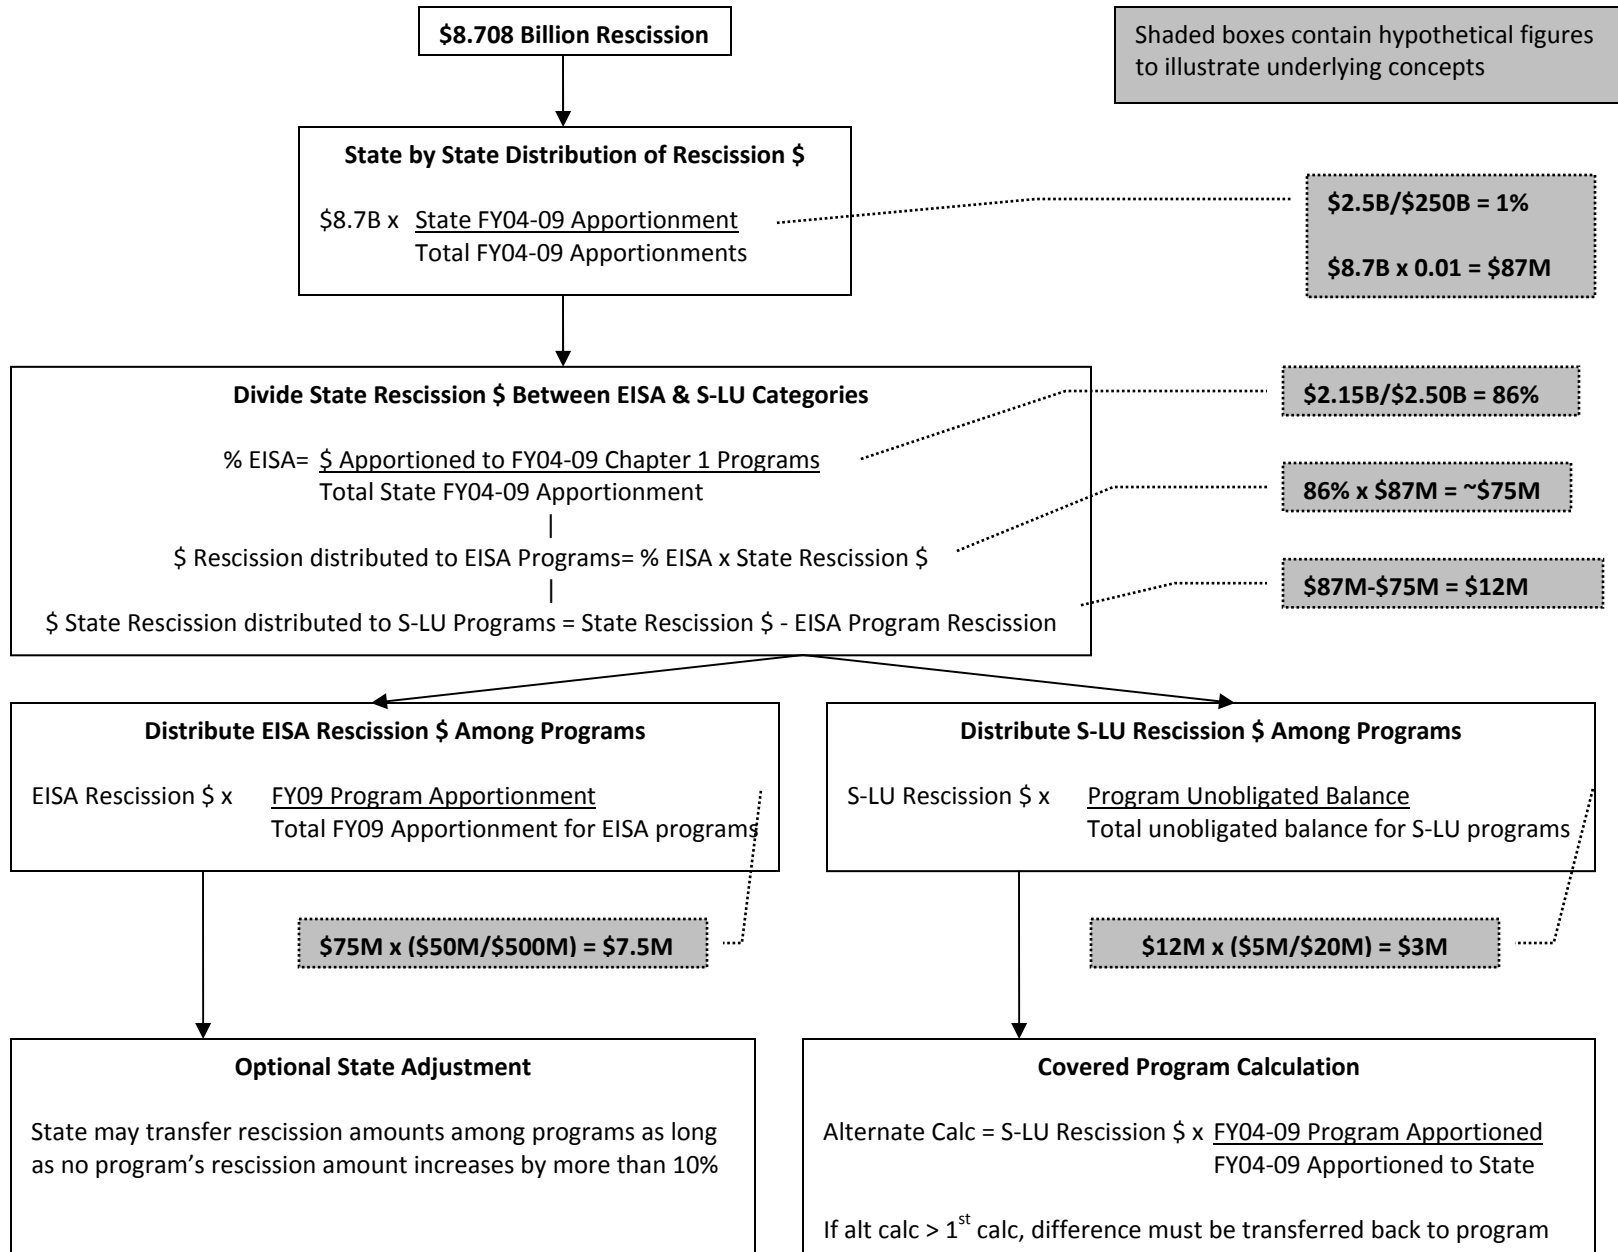 $8.708 Billion Rescission
Shaded boxes contain hypothetical figures
to illustrate underlying concepts
State by State Distribution of Rescission $
$8.7B x State FY04-09 Apportionment
Total FY04-09 Apportionments
$2.5B/$250B = 1%
$8.7B x 0.01 = $87M
Divide State Rescission $ Between EISA & S-LU Categories
% EISA= $ Apportioned to FY04-09 Chapter 1 Programs
Total State FY04-09 Apportionment
|
$ Rescission distributed to EISA Programs= % EISA x State Rescission $
|
$ State Rescission distributed to S-LU Programs = State Rescission $ - EISA Program Rescission
$2.15B/$2.50B = 86%
86% x $87M = ~$75M
$87M-$75M = $12M
Distribute EISA Rescission $ Among Programs
EISA Rescission $ x FY09 Program Apportionment
Total FY09 Apportionment for EISA programs
$75M x ($50M/$500M) = $7.5M
Distribute S-LU Rescission $ Among Programs
S-LU Rescission $ x Program Unobligated Balance
Total unobligated balance for S-LU programs
$12M x ($5M/$20M) = $3M
Optional State Adjustment
State may transfer rescission amounts among programs as long
as no program's rescission amount increases by more than 10%
Covered Program Calculation
Alternate Calc = S-LU Rescission $ x FY04-09 Program Apportioned
FY04-09 Apportioned to State
If alt calc > 1st calc, difference must be transferred back to program